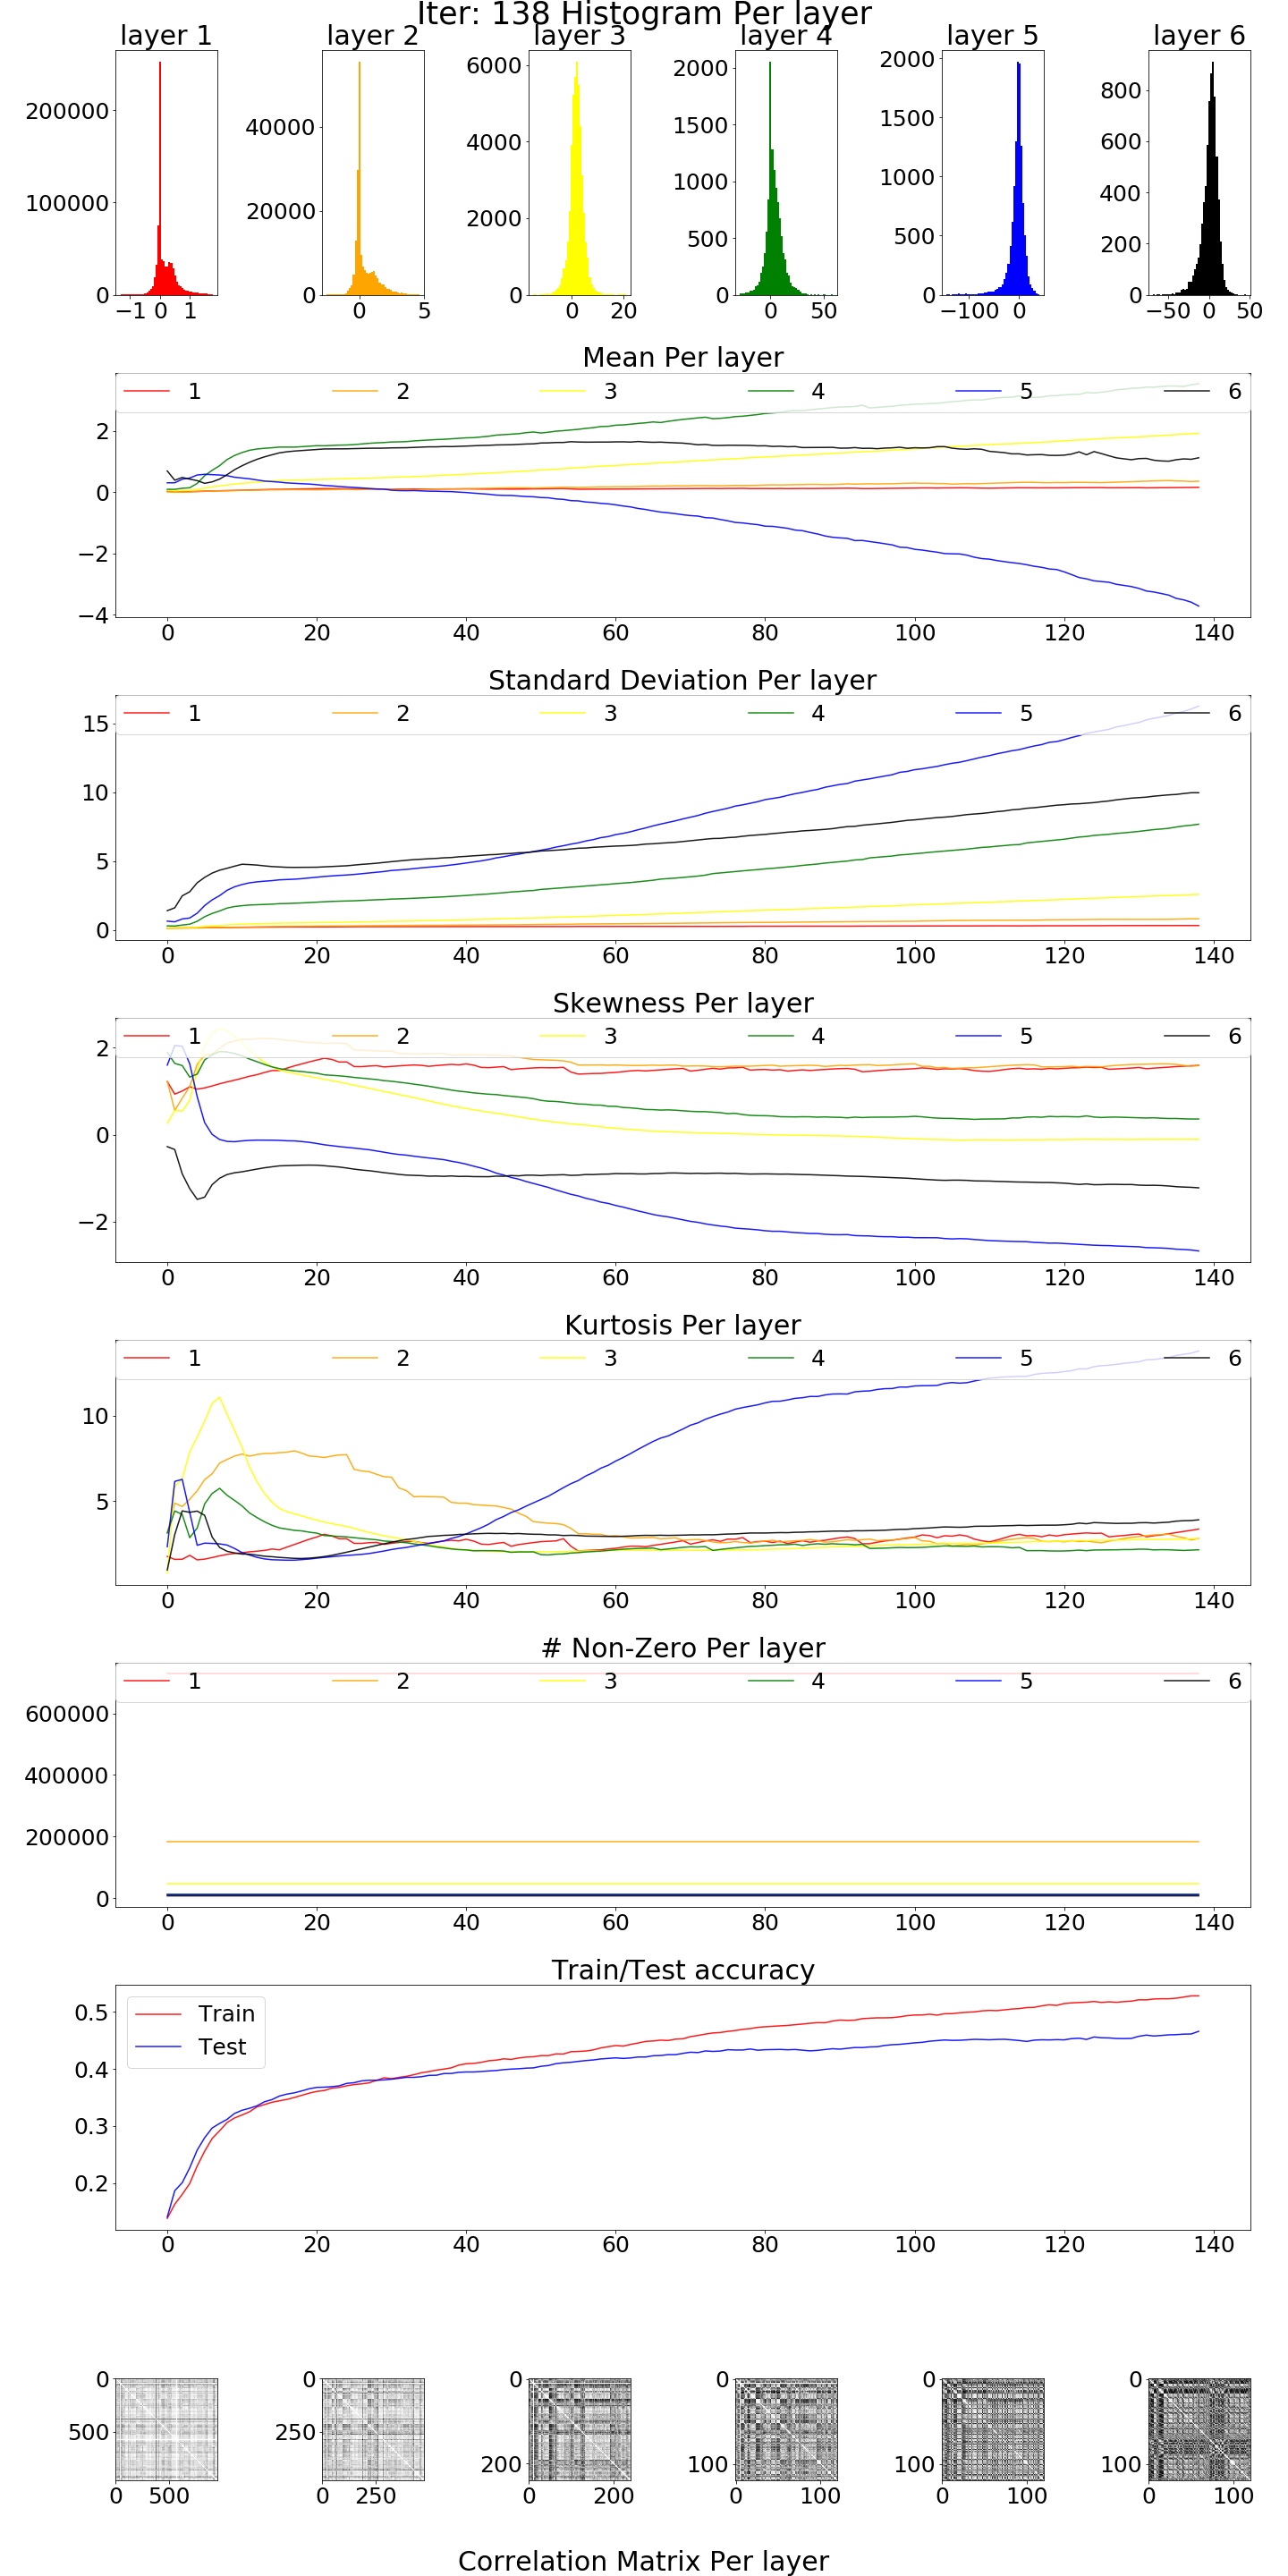 Iter: 138 Histogram Per layer
layer 1 layer 2 layer 3 layer 4 layer 5 layer 6
200000 100000 0
−1 0 1
40000 20000 0
0 5
6000 4000 2000 0
0 20
2000 1500 1000 500 0
0 50
2000 1500 1000 500 0
−100 0
800 600 400 200 0
−50 0 50
Mean Per layer
1 2 3 4 5 6
2
0
−2
−4
0 20 40 60 80 100 120 140
Standard Deviation Per layer
1 2 3 4 5 6
15
10
5
0
0 20 40 60 80 100 120 140
Skewness Per layer
1 2 3 4 5 6
2
0
−2
0 20 40 60 80 100 120 140
Kurtosis Per layer
1 2 3 4 5 6
10
5
0 20 40 60 80 100 120 140
# Non-Zero Per layer
1 2 3 4 5 6
600000
400000
200000
0
0 20 40 60 80 100 120 140
Train/Test accuracy
Train
Test
0.5
0.4
0.3
0.2
0 20 40 60 80 100 120 140
0 500
0 500
0 250
0 250
0 200
0 200
0 100
0 100
0 100
0 100
0 100
0 100
Correlation Matrix Per layer